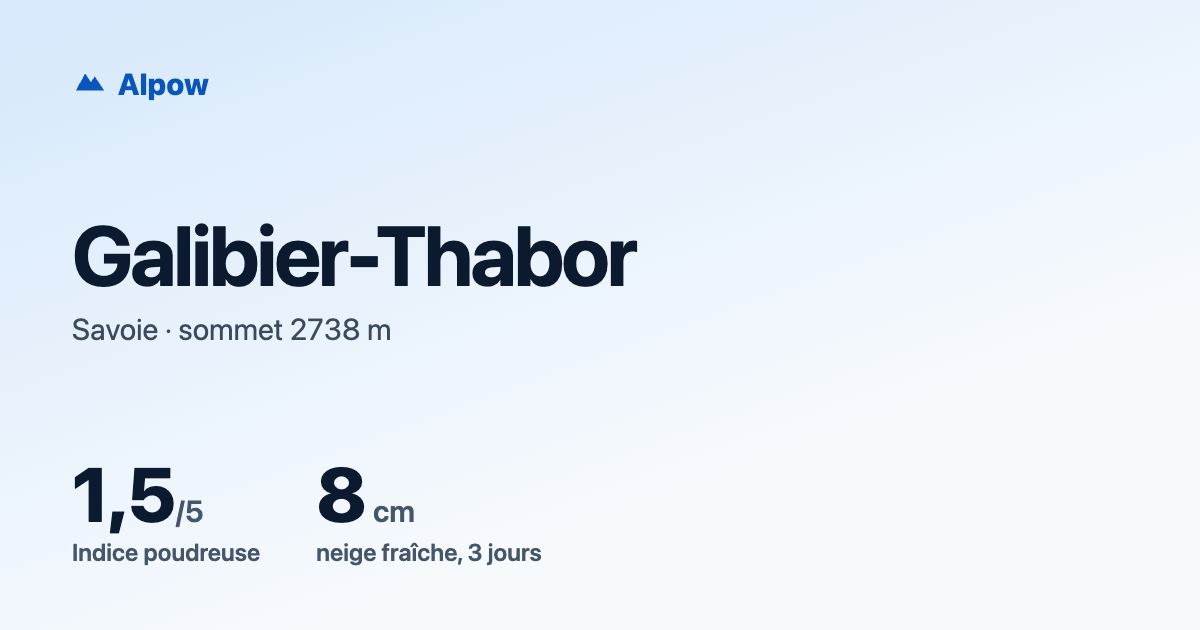 Alpow
Galibier-Thabor
Savoie · sommet 2738 m
1,5/5 8 cm
Indice poudreuse neige fraîche, 3 jours